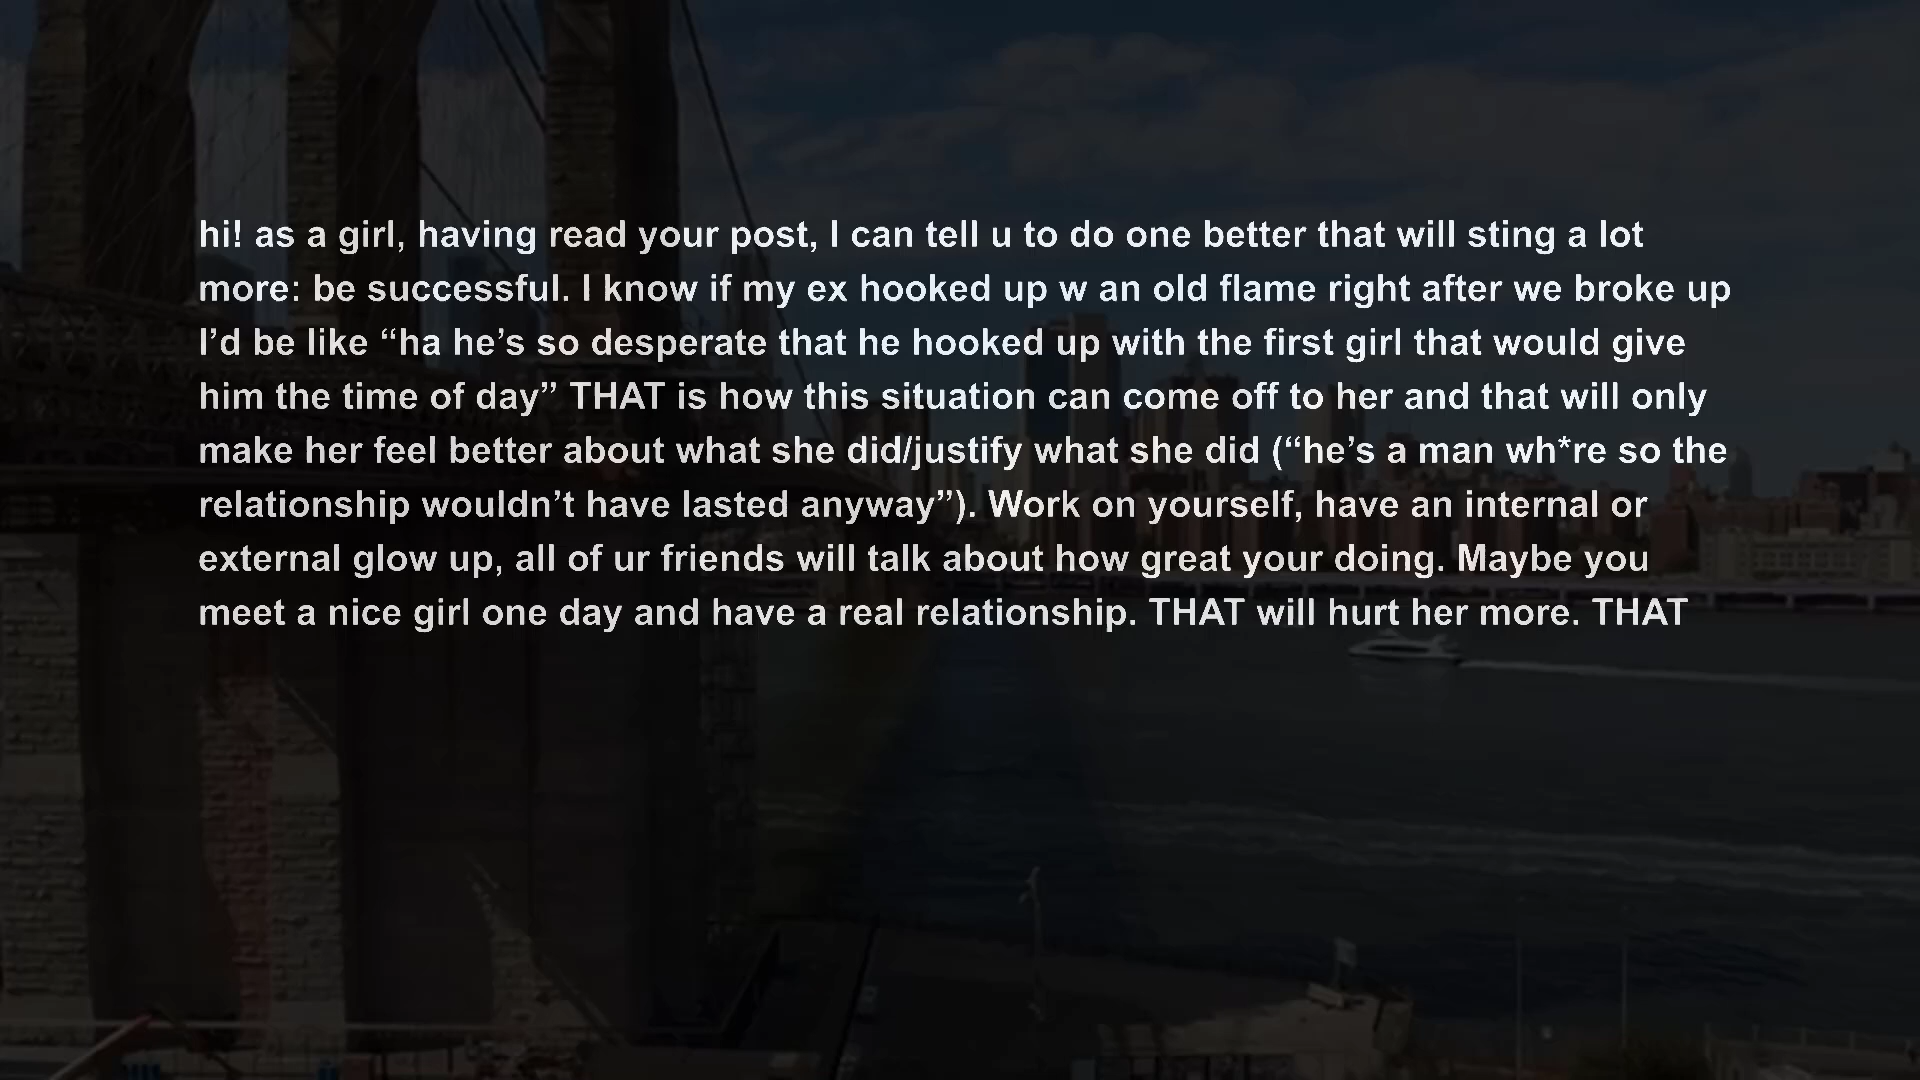 hi! as a girl, having read your post, I can tell u to do one better that will sting a lot
more: be successful. I know if my ex hooked up w an old flame right after we broke up
I’d be like “ha he’s so desperate that he hooked up with the first girl that would give
him the time of day” THAT is how this situation can come off to her and that will only
make her feel better about what she did/justify what she did (“he’s a man wh*re so the
relationship wouldn’t have lasted anyway”). Work on yourself, have an internal or
external glow up, all of ur friends will talk about how great your doing. Maybe you
meet a nice girl one day and have a real relationship. THAT will hurt her more. THAT